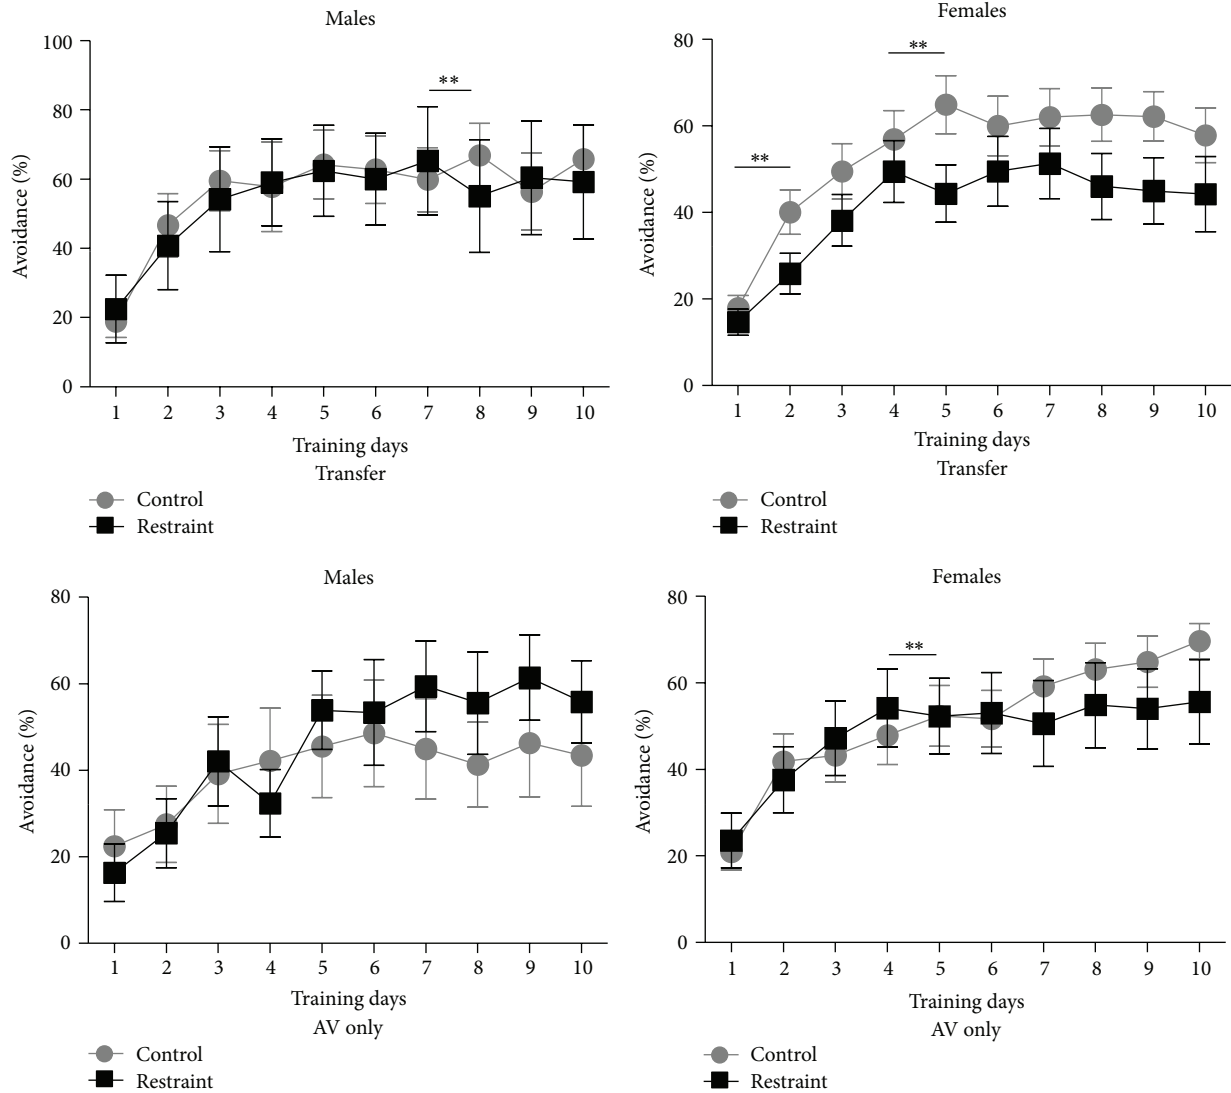 Males
Avoidance (%)
100
80
60
40
20
0
**
1 2 3 4 5 6 7 8 9 10
Training days
Transfer
Control
Restraint
Females
Avoidance (%)
80
60
40
20
0
**
**
1 2 3 4 5 6 7 8 9 10
Training days
Transfer
Control
Restraint
Males
Avoidance (%)
80
60
40
20
0
1 2 3 4 5 6 7 8 9 10
Training days
AV only
Control
Restraint
Females
Avoidance (%)
80
60
40
20
0
**
1 2 3 4 5 6 7 8 9 10
Training days
AV only
Control
Restraint